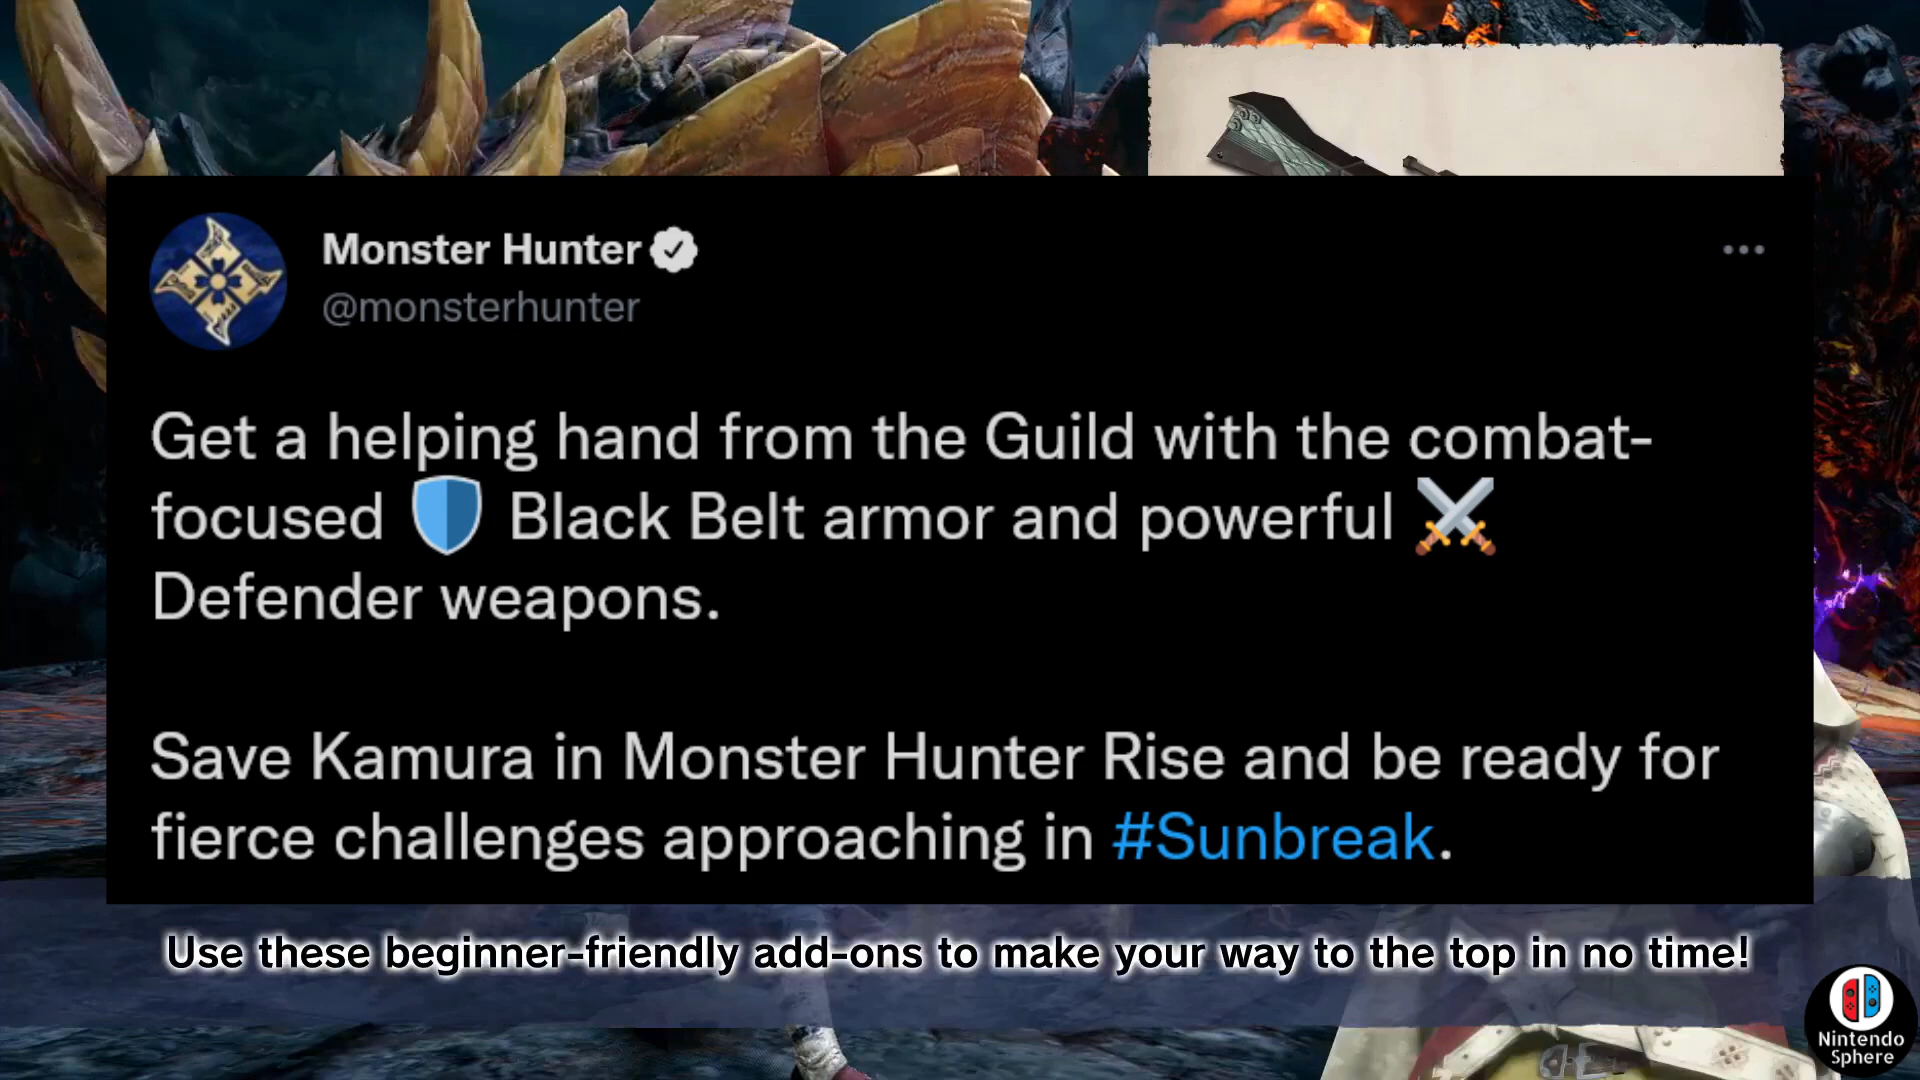 Monster Hunter
@monsterhunter
Get a helping hand from the Guild with the combat-
focused 🛡️ Black Belt armor and powerful ⚔️
Defender weapons.
Save Kamura in Monster Hunter Rise and be ready for
fierce challenges approaching in #Sunbreak.
Use these beginner-friendly add-ons to make your way to the top in no time!
Nintendo
Sphere